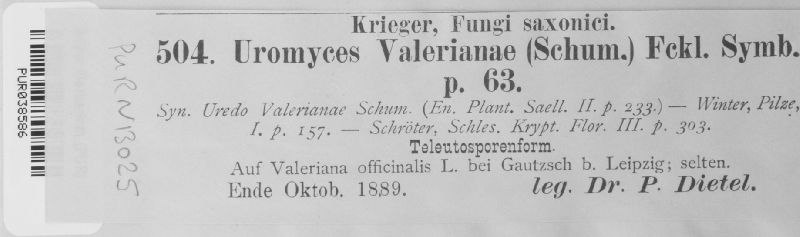 Krieger, Fungi saxonici.
504. Uromyces Valerianae (Schum.) Fckl. Symb.
p. 63.
Syn. Uredo Valerianae Schum. (En. Plant. Saell. II. p. 233.) — Winter, Pilze,
I. p. 157. — Schröter, Schles. Krypt. Flor. III. p. 303.
Teleutosporenform.
Auf Valeriana officinalis L. bei Gautzsch b. Leipzig; selten.
Ende Oktob. 1889.
leg. Dr. P. Dietel.
PUR038586
PUR N13025